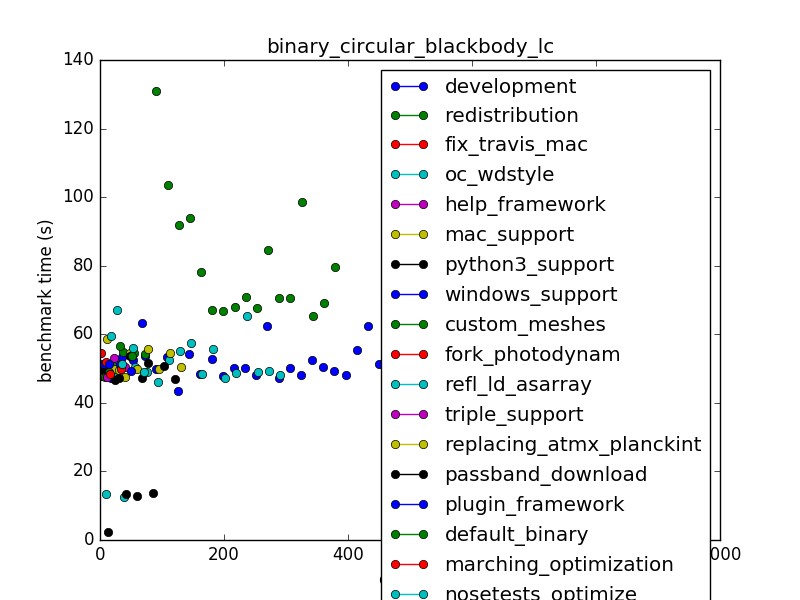 binary_circular_blackbody_lc
benchmark time (s)
140
120
100
80
60
40
20
0
0
200
400
000
development
redistribution
fix_travis_mac
oc_wdstyle
help_framework
mac_support
python3_support
windows_support
custom_meshes
fork_photodynam
refl_ld_asarray
triple_support
replacing_atmx_planckint
passband_download
plugin_framework
default_binary
marching_optimization
nosetests_optimize